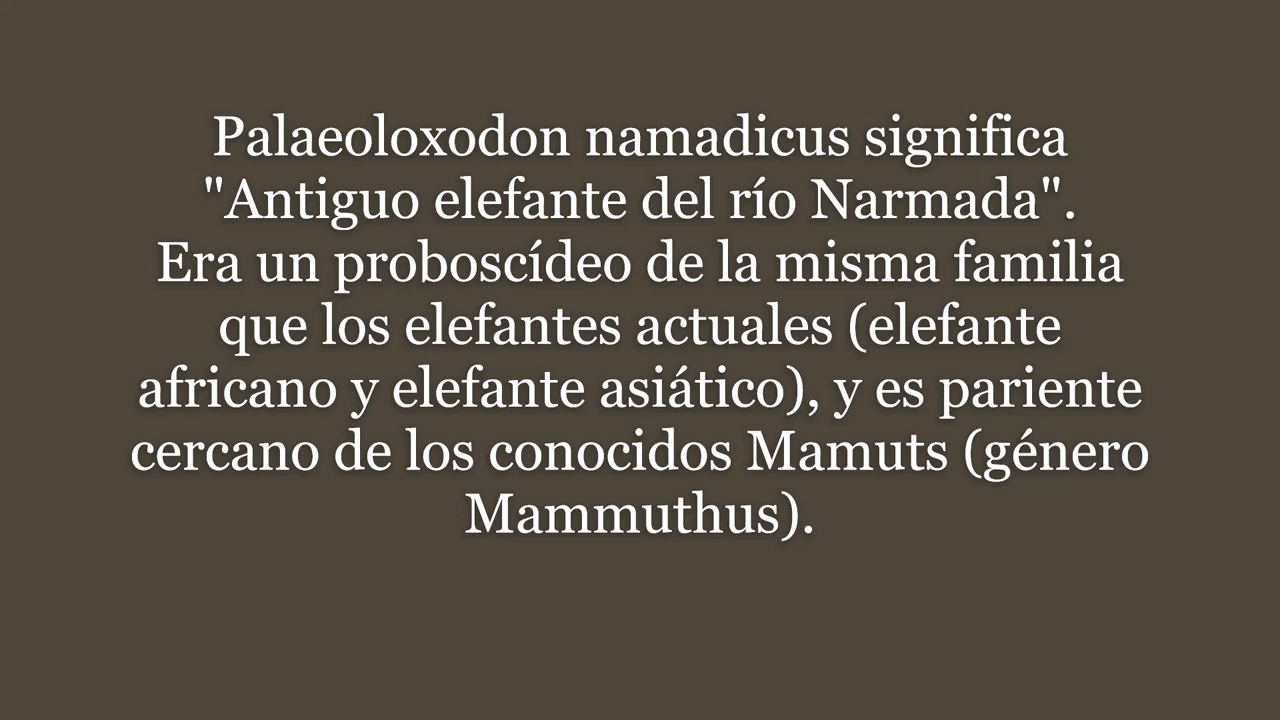 Palaeoloxodon namadicus significa
"Antiguo elefante del río Narmada".
Era un proboscídeo de la misma familia
que los elefantes actuales (elefante
africano y elefante asiático), y es pariente
cercano de los conocidos Mamuts (género
Mammuthus).